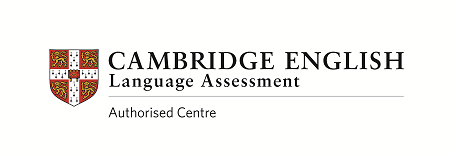 CAMBRIDGE ENGLISH
Language Assessment
Authorised Centre